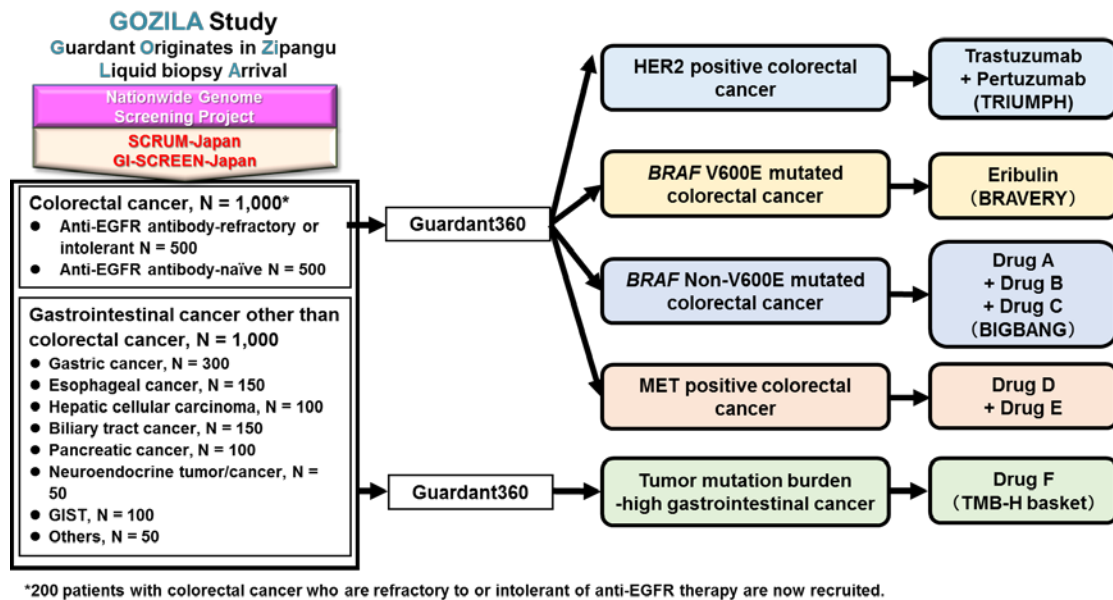 GOZILA Study
Guardant Originates in Zipangu
Liquid biopsy Arrival
Nationwide Genome
Screening Project
SCRUM-Japan
GI-SCREEN-Japan
Colorectal cancer, N = 1,000*
● Anti-EGFR antibody-refractory or
intolerant N = 500
● Anti-EGFR antibody-naïve N = 500
Gastrointestinal cancer other than
colorectal cancer, N = 1,000
● Gastric cancer, N = 300
● Esophageal cancer, N = 150
● Hepatic cellular carcinoma, N = 100
● Biliary tract cancer, N = 150
● Pancreatic cancer, N = 100
● Neuroendocrine tumor/cancer, N =
50
● GIST, N = 100
● Others, N = 50
Guardant360
Guardant360
HER2 positive colorectal
cancer
Trastuzumab
+ Pertuzumab
(TRIUMPH)
BRAF V600E mutated
colorectal cancer
Eribulin
（BRAVERY）
BRAF Non-V600E mutated
colorectal cancer
Drug A
+ Drug B
+ Drug C
(BIGBANG)
MET positive colorectal
cancer
Drug D
+ Drug E
Tumor mutation burden
-high gastrointestinal cancer
Drug F
（TMB-H basket）
*200 patients with colorectal cancer who are refractory to or intolerant of anti-EGFR therapy are now recruited.